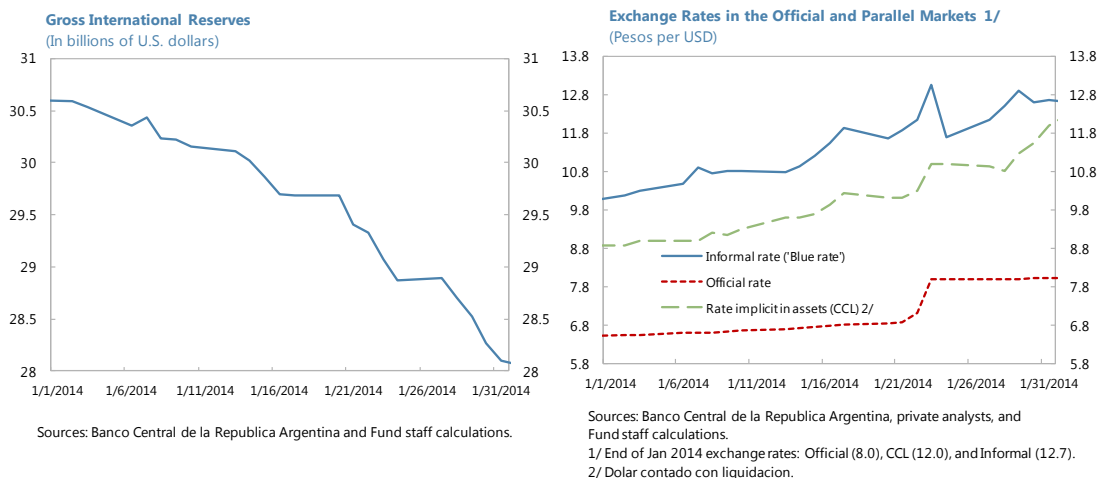 Gross International Reserves
(In billions of U.S. dollars)
31
30.5
30
29.5
29
28.5
28
31
30.5
30
29.5
29
28.5
28
1/1/2014 1/6/2014 1/11/2014 1/16/2014 1/21/2014 1/26/2014 1/31/2014
Sources: Banco Central de la Republica Argentina and Fund staff calculations.
Exchange Rates in the Official and Parallel Markets 1/
(Pesos per USD)
13.8
12.8
11.8
10.8
9.8
8.8
7.8
6.8
5.8
13.8
12.8
11.8
10.8
9.8
8.8
7.8
6.8
5.8
Informal rate ('Blue rate')
Official rate
Rate implicit in assets (CCL) 2/
1/1/2014 1/6/2014 1/11/2014 1/16/2014 1/21/2014 1/26/2014 1/31/2014
Sources: Banco Central de la Republica Argentina, private analysts, and
Fund staff calculations.
1/ End of Jan 2014 exchange rates: Official (8.0), CCL (12.0), and Informal (12.7).
2/ Dolar contado con liquidacion.